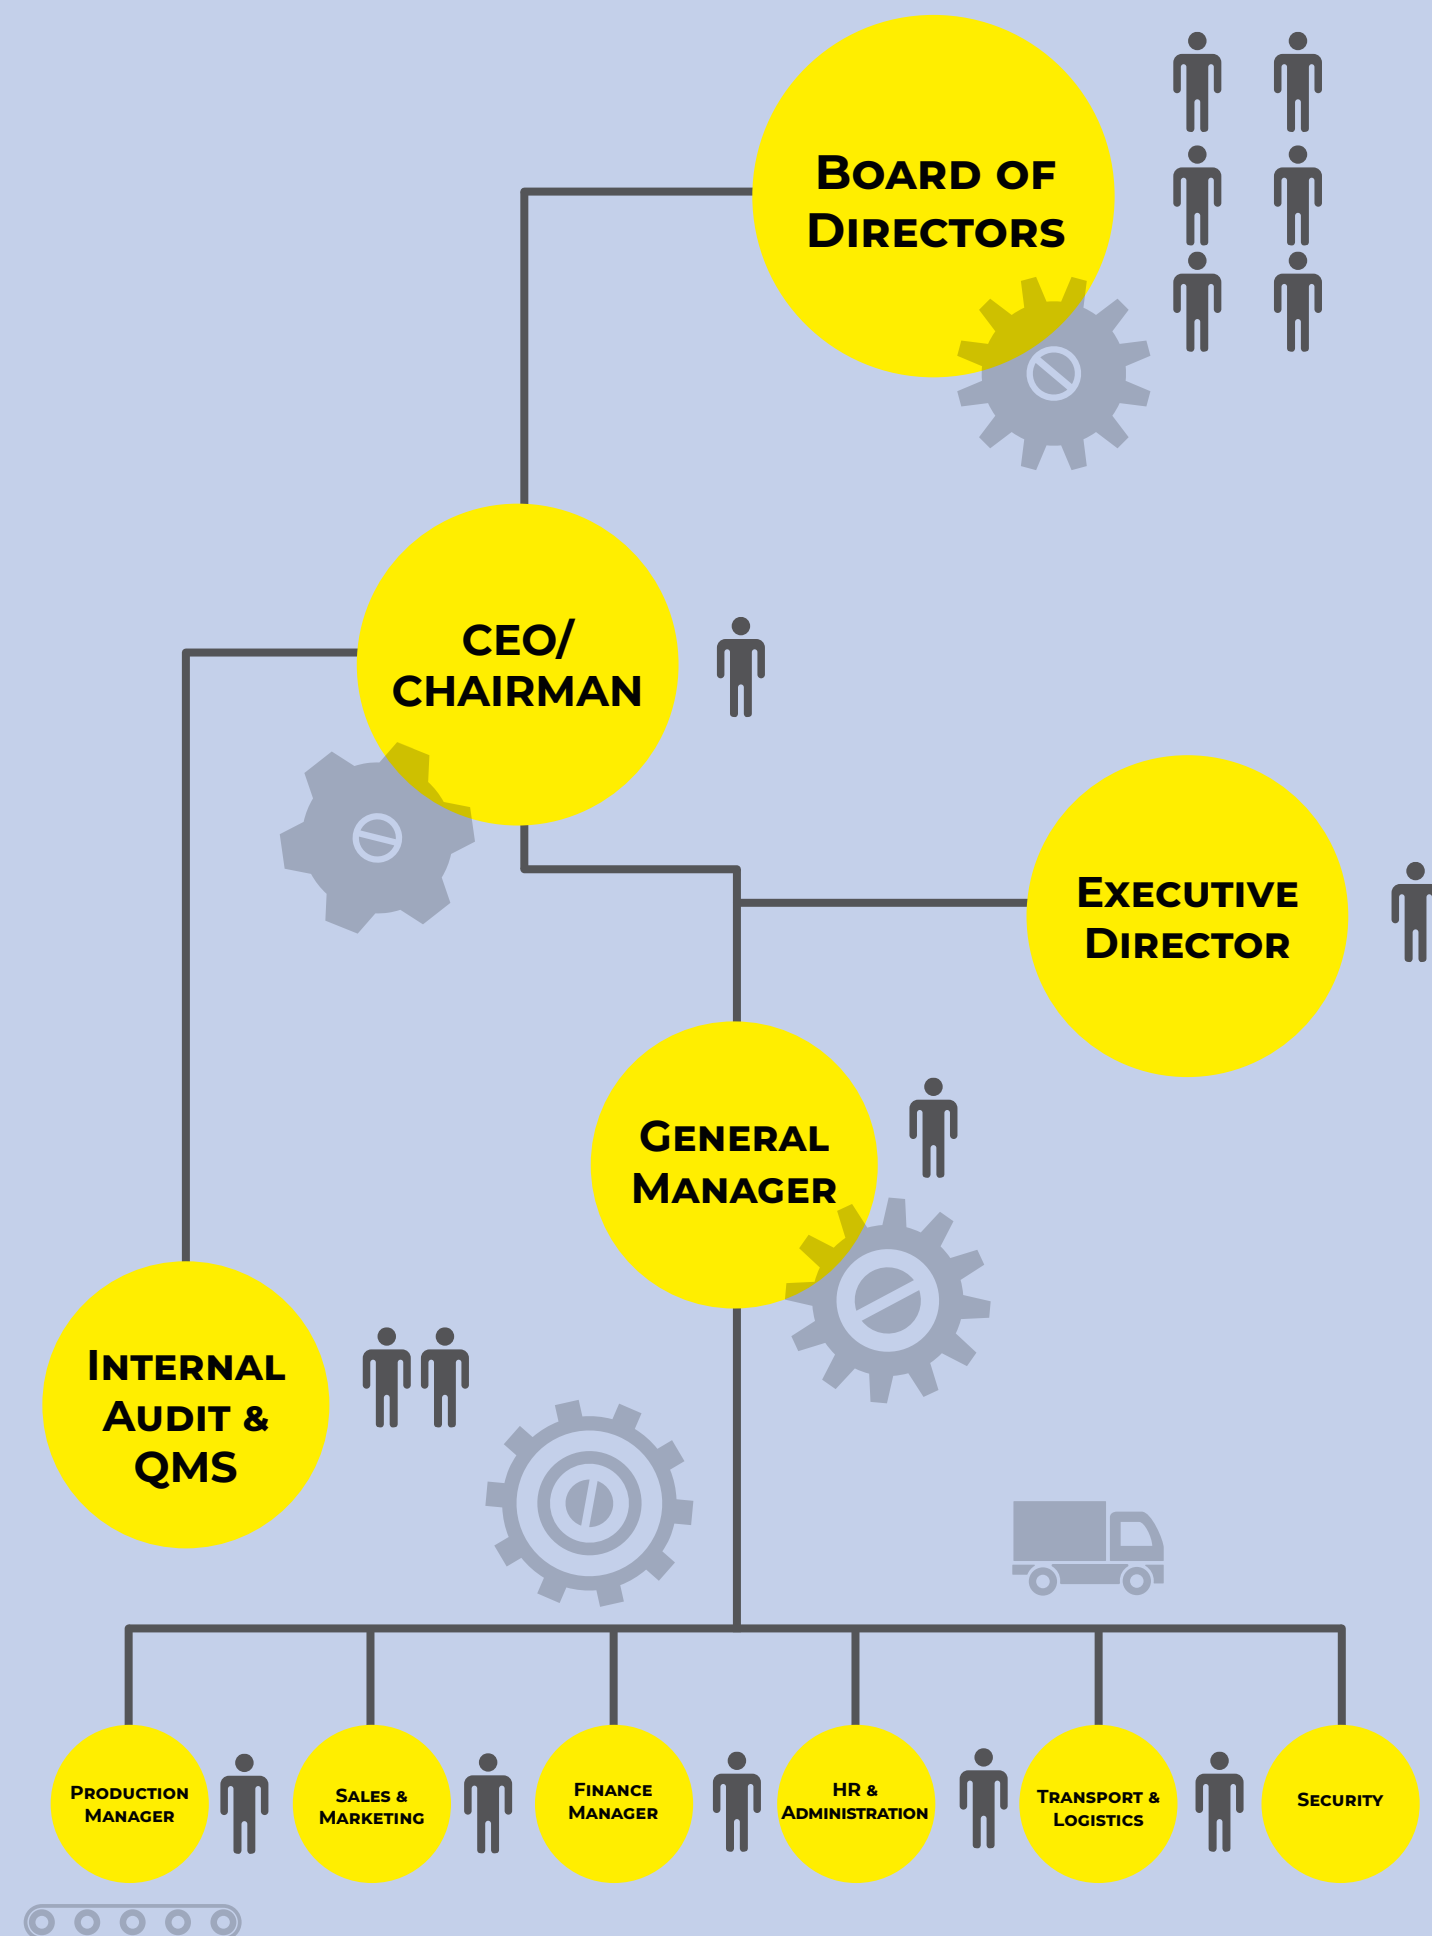 Board of
Directors
CEO/
CHAIRMAN
Executive
Director
General
Manager
Internal
Audit &
QMS
Production
Manager
Sales &
Marketing
Finance
Manager
HR &
Administration
Transport &
Logistics
Security